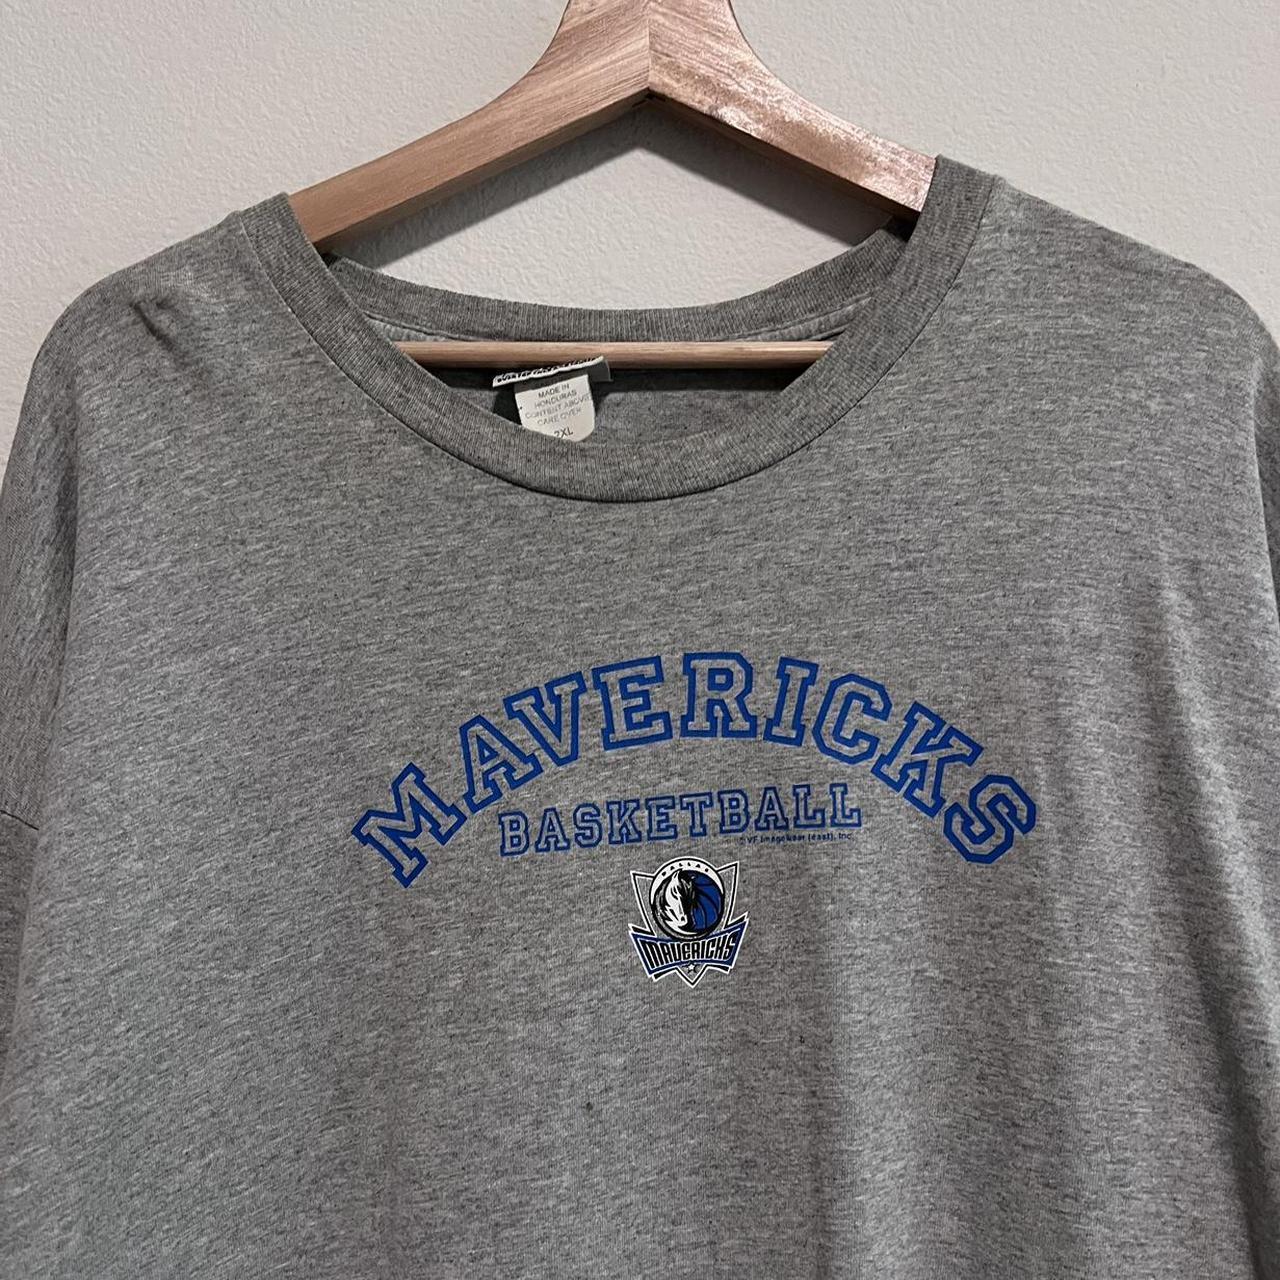 MADE IN
HONDURAS
CONTENT ABOVE
CARE OVER
2XL
MAVERICKS
BASKETBALL
VF Imagewear (east), Inc.
DALLAS
MAVERICKS